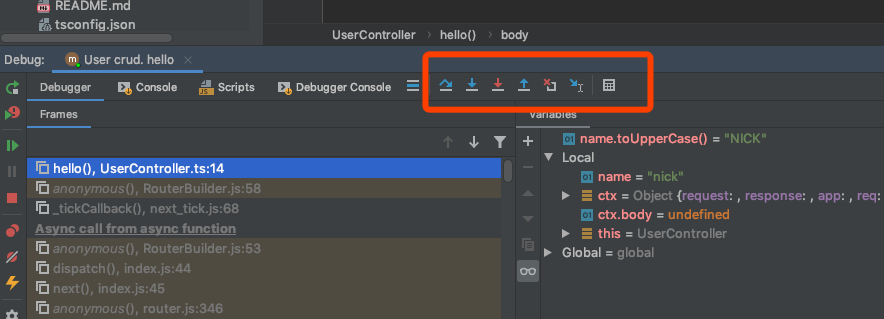 README.md
tsconfig.json
UserController > hello() > body
Debug: User crud. hello ×
Debugger Console Scripts Debugger Console
Frames
Variables
hello(), UserController.ts:14
anonymous(), RouterBuilder.js:58
_tickCallback(), next_tick.js:68
Async call from async function
anonymous(), RouterBuilder.js:53
dispatch(), index.js:44
next(), index.js:45
anonymous(), router.js:346
name.toUpperCase() = "NICK"
Local
name = "nick"
ctx = Object {request: , response: , app: , req:
ctx.body = undefined
this = UserController
Global = global